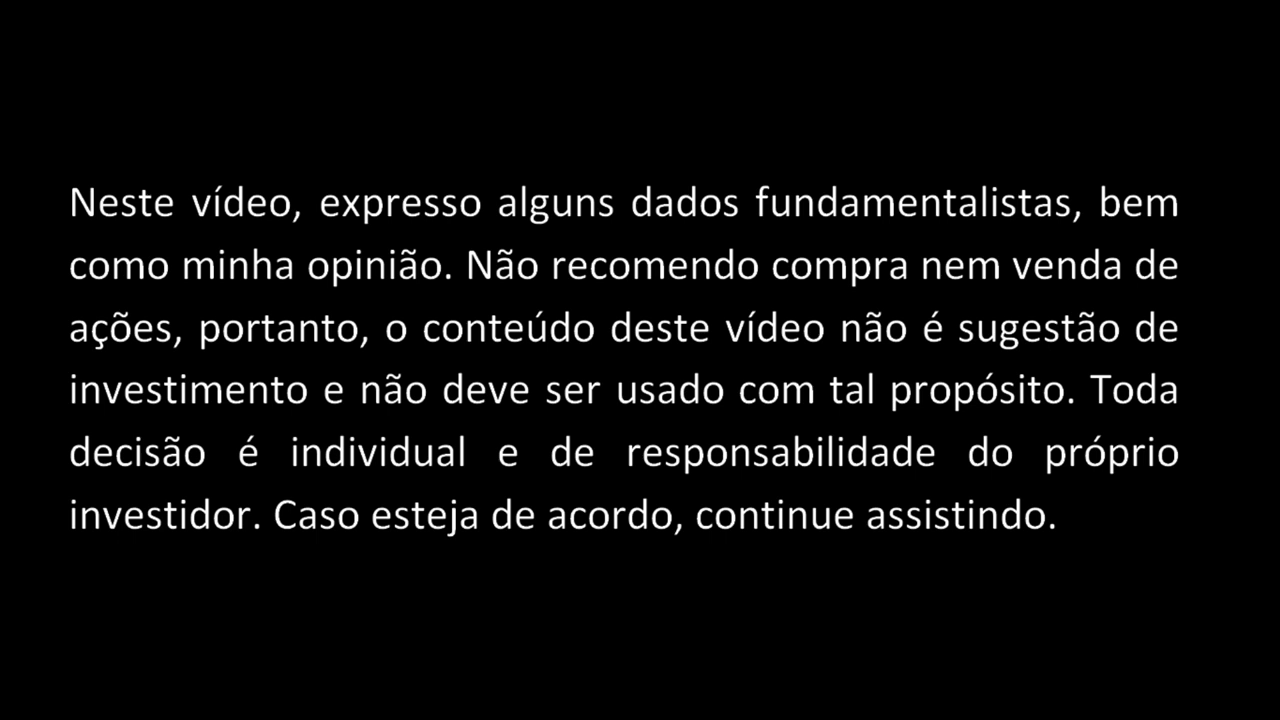 Neste vídeo, expresso alguns dados fundamentalistas, bem
como minha opinião. Não recomendo compra nem venda de
ações, portanto, o conteúdo deste vídeo não é sugestão de
investimento e não deve ser usado com tal propósito. Toda
decisão é individual e de responsabilidade do próprio
investidor. Caso esteja de acordo, continue assistindo.